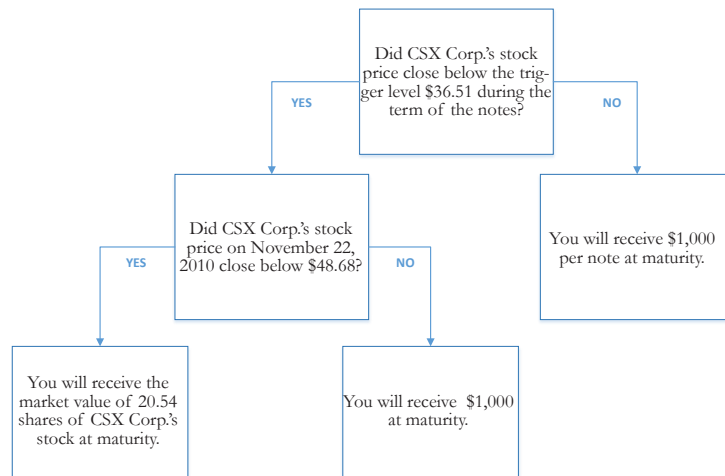 Did CSX Corp.'s stock
price close below the trig-
ger level $36.51 during the
term of the notes?
YES
NO
Did CSX Corp.'s stock
price on November 22,
2010 close below $48.68?
You will receive $1,000
per note at maturity.
YES
NO
You will receive the
market value of 20.54
shares of CSX Corp.'s
stock at maturity.
You will receive $1,000
at maturity.